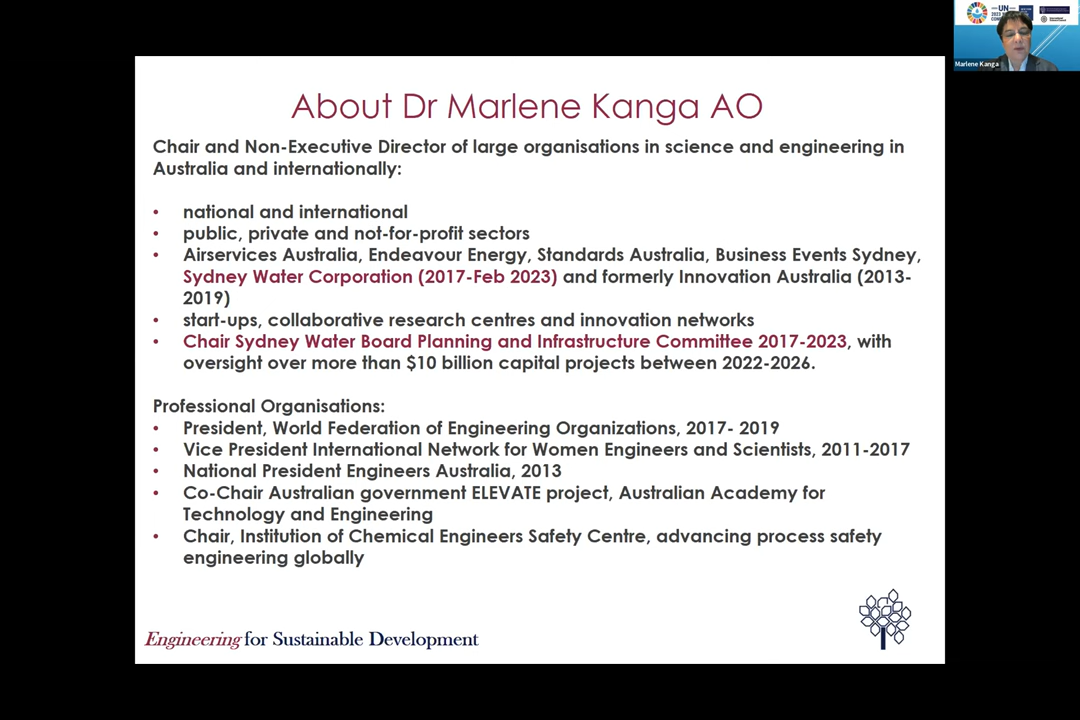 About Dr Marlene Kanga AO
Chair and Non-Executive Director of large organisations in science and engineering in
Australia and internationally:
• national and international
• public, private and not-for-profit sectors
• Airservices Australia, Endeavour Energy, Standards Australia, Business Events Sydney,
Sydney Water Corporation (2017-Feb 2023) and formerly Innovation Australia (2013-
2019)
• start-ups, collaborative research centres and innovation networks
• Chair Sydney Water Board Planning and Infrastructure Committee 2017-2023, with
oversight over more than $10 billion capital projects between 2022-2026.
Professional Organisations:
• President, World Federation of Engineering Organizations, 2017- 2019
• Vice President International Network for Women Engineers and Scientists, 2011-2017
• National President Engineers Australia, 2013
• Co-Chair Australian government ELEVATE project, Australian Academy for
Technology and Engineering
• Chair, Institution of Chemical Engineers Safety Centre, advancing process safety
engineering globally
Engineering for Sustainable Development
UN
Marlene Kanga